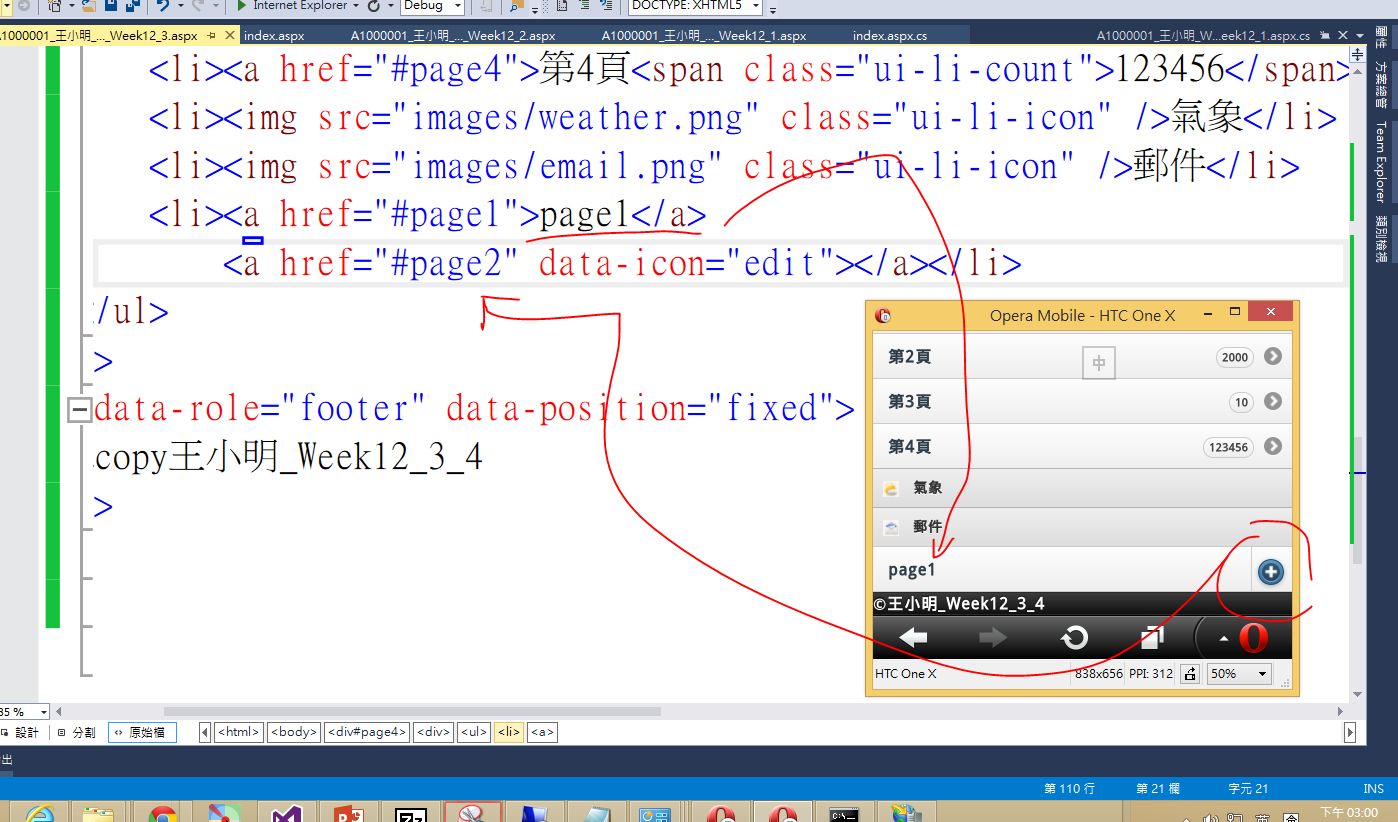 Internet Explorer
Debug
DOCTYPE: XHTML5
A1000001_王小明_..._Week12_3.aspx
index.aspx
A1000001_王小明_..._Week12_2.aspx
A1000001_王小明_..._Week12_1.aspx
index.aspx.cs
A1000001_王小明_W...eek12_1.aspx.cs
屬性
方案總管
Team Explorer
類別檢視
<li><a href="#page4">第4頁<span class="ui-li-count">123456</span>
<li><img src="images/weather.png" class="ui-li-icon" />氣象</li>
<li><img src="images/email.png" class="ui-li-icon" />郵件</li>
<li><a href="#page1">page1</a>
<a href="#page2" data-icon="edit"></a></li>
/ul>
>
data-role="footer" data-position="fixed">
copy王小明_Week12_3_4
>
Opera Mobile - HTC One X
第2頁 2000
中
第3頁 10
第4頁 123456
氣象
郵件
page1
©王小明_Week12_3_4
HTC One X 838x656 PPI: 312 50%
35 %
設計 分割 原始檔 <html> <body> <div#page4> <div> <ul> <li> <a>
出
第 110 行 第 21 欄 字元 21 INS
下午 03:00